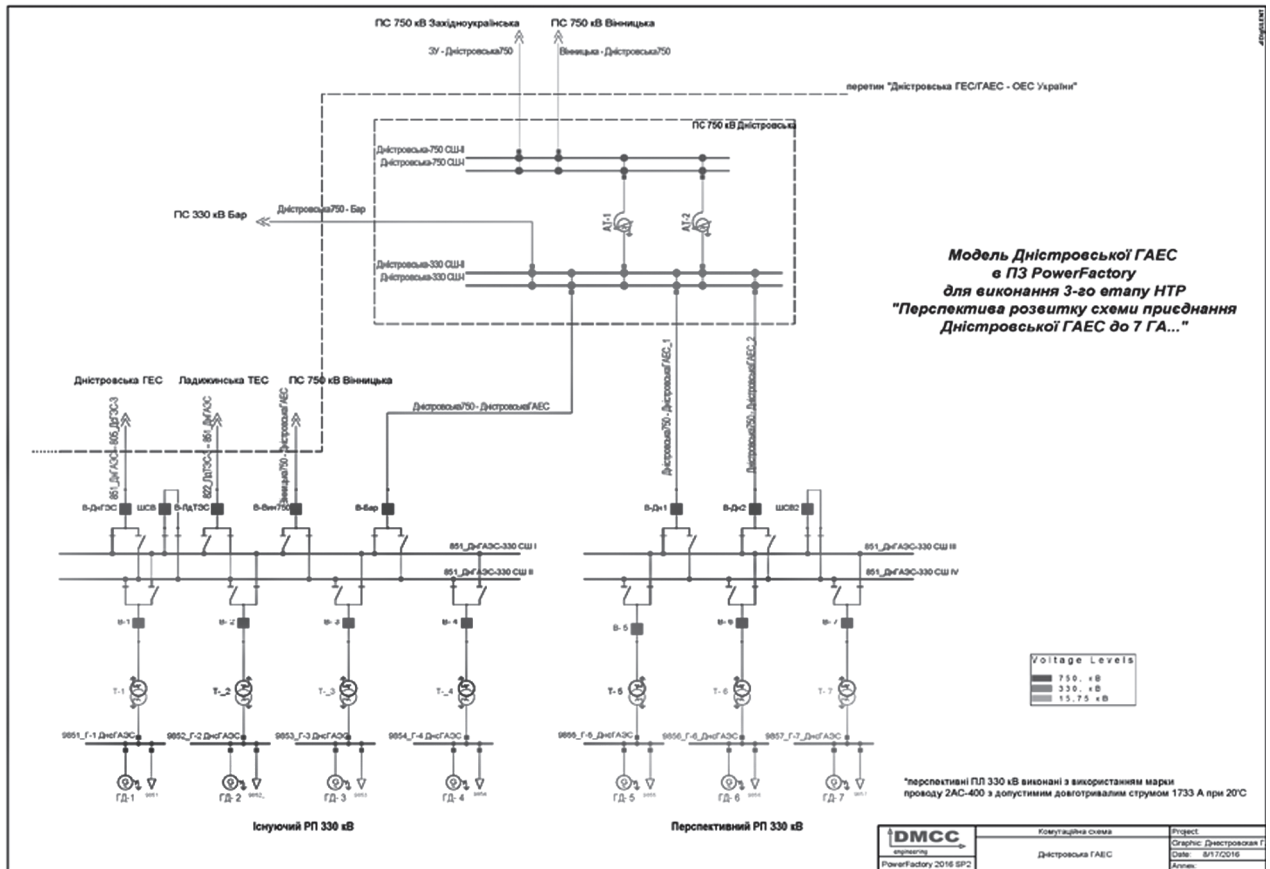 ПС 750 кВ Західноукраїнська
ПС 750 кВ Вінницька
ЗУ - Дністровська750
Вінницька - Дністровська750
DIgSILENT
перетин "Дністровська ГЕС/ГАЕС - ОЕС України"
ПС 750 кВ Дністровська
Дністровська-750 СШ-ІІ
Дністровська-750 СШ-І
Дністровська750 - Бар
ПС 330 кВ Бар
АТ-1
АТ-2
Дністровська-330 СШ-ІІ
Дністровська-330 СШ-І
Модель Дністровської ГАЕС
в ПЗ PowerFactory
для виконання 3-го етапу НТР
"Перспектива розвитку схеми приєднання
Дністровської ГАЕС до 7 ГА..."
Дністровська ГЕС
Ладижинська ТЕС
ПС 750 кВ Вінницька
Дністровська750 - ДністровськаГАЕС
Дністровська750 - ДністровськаГАЕС_1
Дністровська750 - ДністровськаГАЕС_2
Вінницька750 - ДністровськаГАЕС
В-ДнГЭС
ШСВ
В-ЛдТЭС
В-Вин750
В-Бар
В-Дн1
В-Дн2
ШСВ2
851_ДнГАЭС-330 СШ I
851_ДнГАЭС-330 СШ II
851_ДнГАЭС-330 СШ III
851_ДнГАЭС-330 СШ IV
В-1
В- 2
В- 3
В- 4
В- 5
В- 6
В- 7
Т-1
Т-_2
Т-_3
Т-_4
Т- 5
Т- 6
Т- 7
9851_Г-1 ДнсГАЭС
9852_Г-2 ДнсГАЭС
9853_Г-3 ДнсГАЭС
9854_Г-4 ДнсГАЭС
9856_Г-6_ДнсГАЭС
9857_Г-7_ДнсГАЭС
ГД-1
ГД- 2
ГД- 3
ГД- 4
ГД- 5
ГД- 6
ГД- 7
Існуючий РП 330 кВ
Перспективний РП 330 кВ
Voltage Levels
750, кВ
330, кВ
15,75 кВ
*перспективні ПЛ 330 кВ виконані з використанням марки
проводу 2АС-400 з допустимим довготривалим струмом 1733 А при 20°С
DMCC
engineering
PowerFactory 2016 SP2
Комутаційна схема
Дністровська ГАЕС
Project:
Graphic: Днестровская Г
Date: 8/17/2016
Annex: